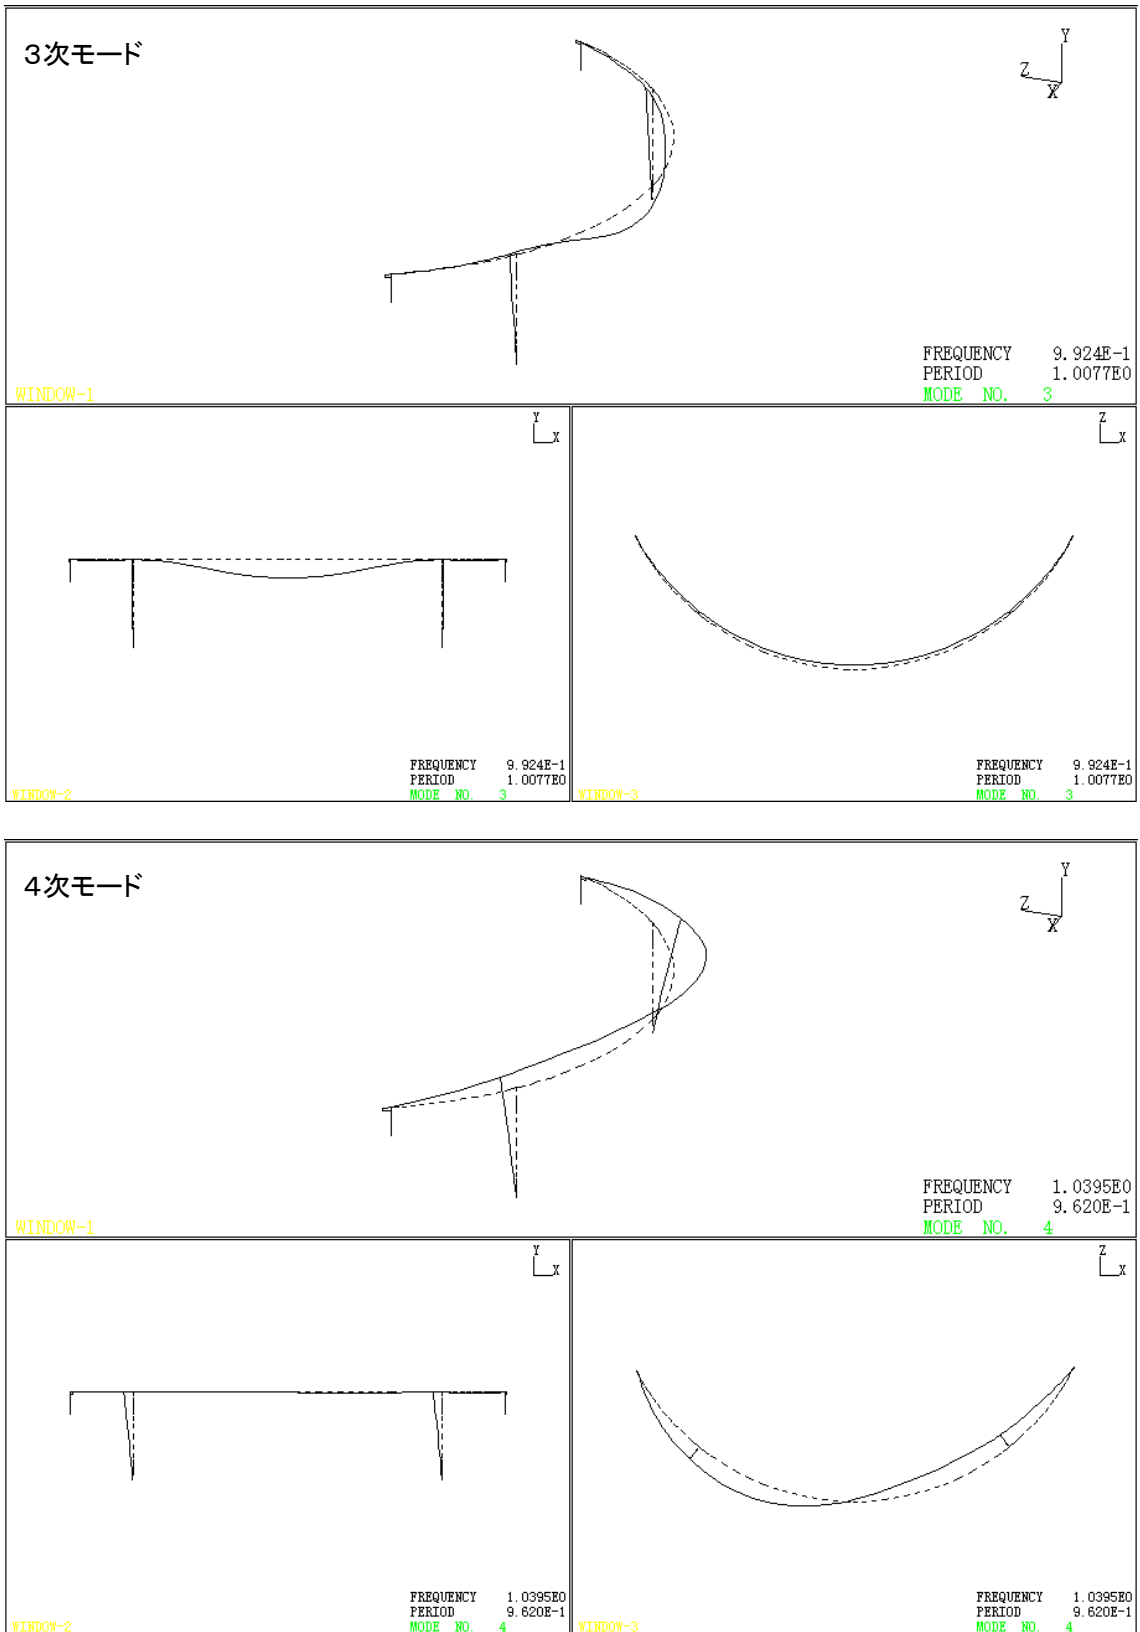 3次モード
Y
Z
X
FREQUENCY 9.924E-1
PERIOD 1.0077E0
MODE NO. 3
WINDOW-1
Y
X
FREQUENCY 9.924E-1
PERIOD 1.0077E0
MODE NO. 3
WINDOW-2
Z
X
FREQUENCY 9.924E-1
PERIOD 1.0077E0
MODE NO. 3
WINDOW-3
4次モード
Y
Z
X
FREQUENCY 1.0395E0
PERIOD 9.620E-1
MODE NO. 4
WINDOW-1
Y
X
FREQUENCY 1.0395E0
PERIOD 9.620E-1
MODE NO. 4
WINDOW-2
Z
X
FREQUENCY 1.0395E0
PERIOD 9.620E-1
MODE NO. 4
WINDOW-3